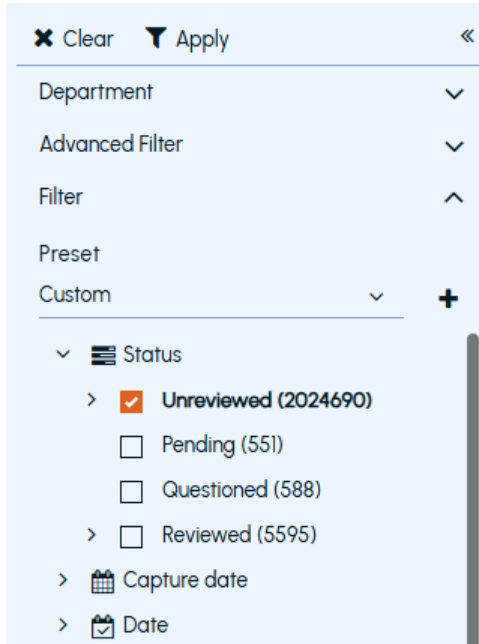 Clear Apply
Department
Advanced Filter
Filter
Preset
Custom
Status
Unreviewed (2024690)
Pending (551)
Questioned (588)
Reviewed (5595)
Capture date
Date